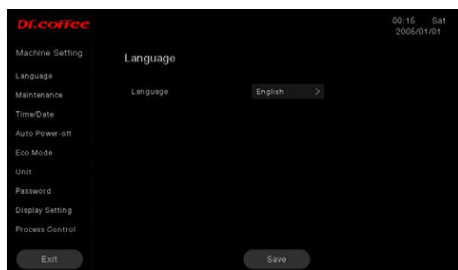 Dr.coffee
00:15 Sat
2005/01/01
Machine Setting
Language
Language
Maintenance
Time/Date
Auto Power-off
Eco Mode
Unit
Password
Display Setting
Process Control
Language English >
Exit
Save